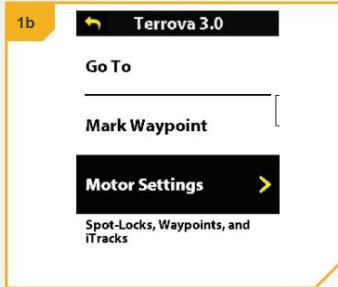 1b
Terrova 3.0
Go To
Mark Waypoint
Motor Settings
Spot-Locks, Waypoints, and
iTracks